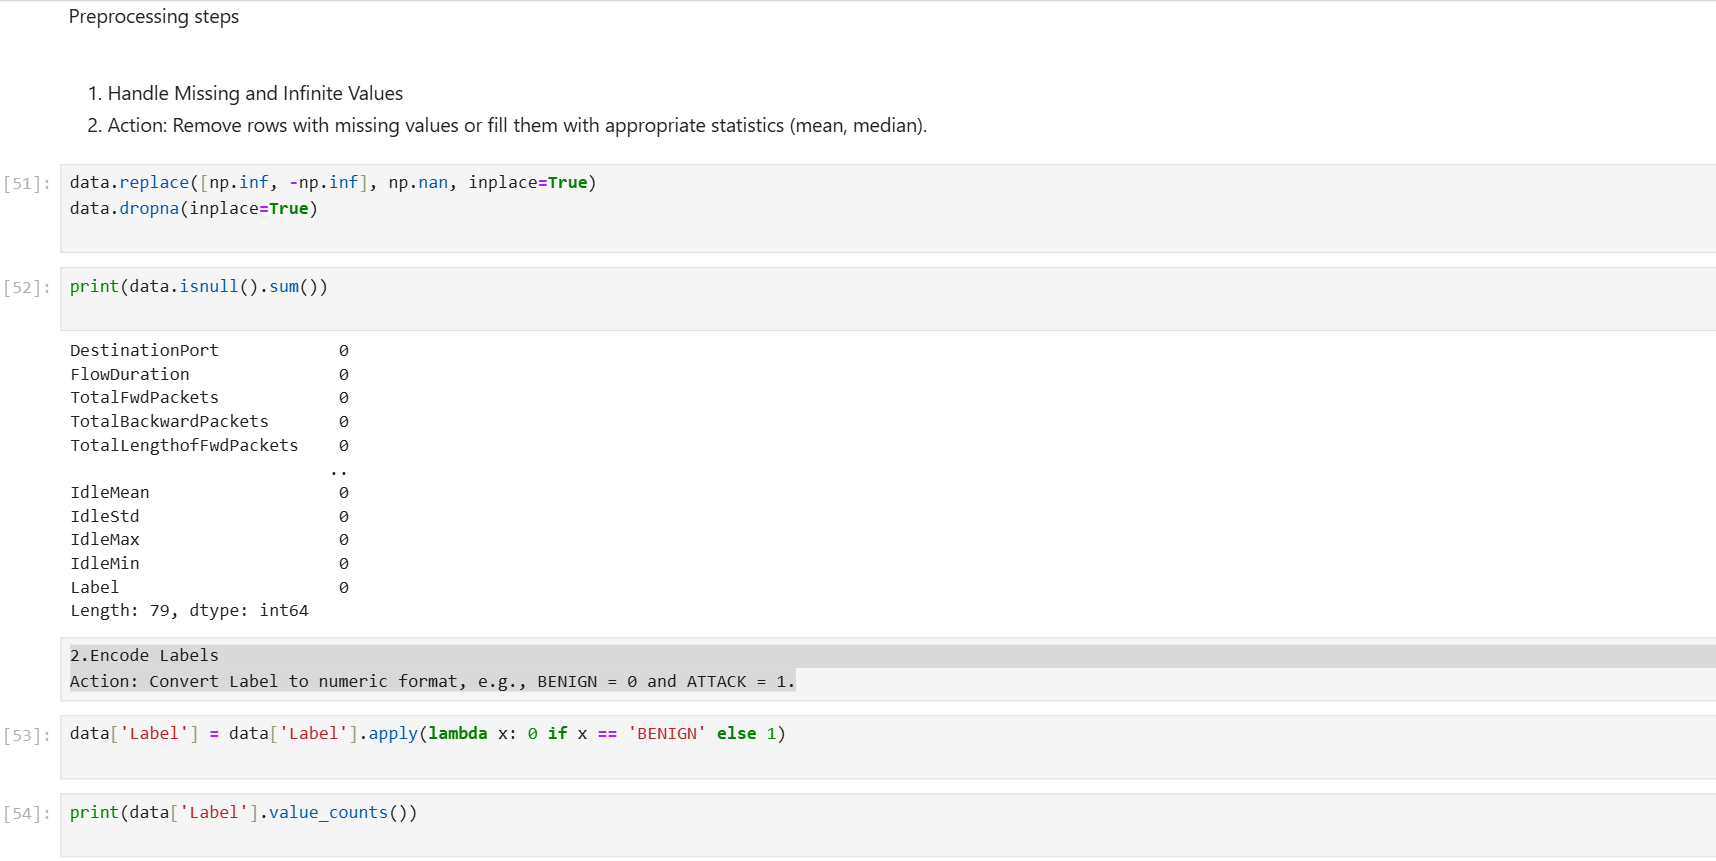 Preprocessing steps
1. Handle Missing and Infinite Values
2. Action: Remove rows with missing values or fill them with appropriate statistics (mean, median).
[51]: data.replace([np.inf, -np.inf], np.nan, inplace=True)
data.dropna(inplace=True)
[52]: print(data.isnull().sum())
DestinationPort 0
FlowDuration 0
TotalFwdPackets 0
TotalBackwardPackets 0
TotalLengthofFwdPackets 0
..
IdleMean 0
IdleStd 0
IdleMax 0
IdleMin 0
Label 0
Length: 79, dtype: int64
2.Encode Labels
Action: Convert Label to numeric format, e.g., BENIGN = 0 and ATTACK = 1.
[53]: data['Label'] = data['Label'].apply(lambda x: 0 if x == 'BENIGN' else 1)
[54]: print(data['Label'].value_counts())